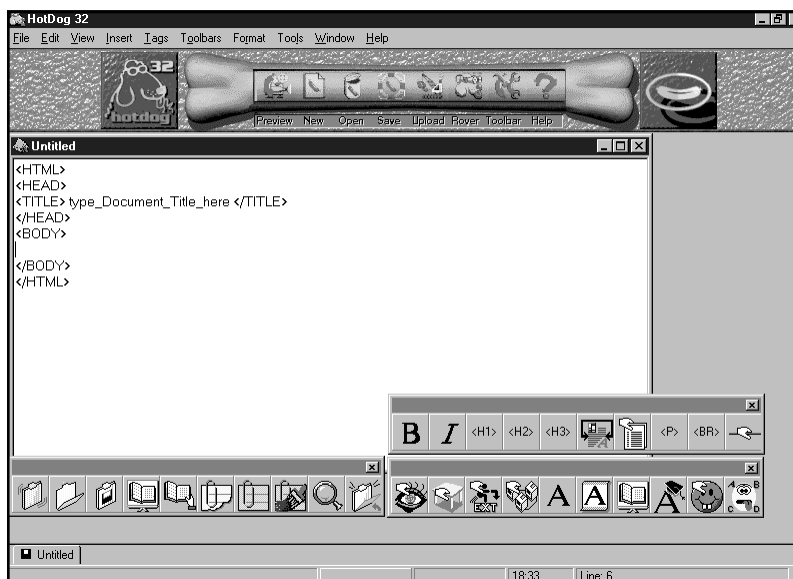 HotDog 32
File Edit View Insert Tags Toolbars Format Tools Window Help
32
hotdog
Preview New Open Save Upload Rover Toolbar Help
Untitled
<HTML>
<HEAD>
<TITLE> type_Document_Title_here </TITLE>
</HEAD>
<BODY>
</BODY>
</HTML>
B I <H1> <H2> <H3> <P> <BR>
EXT A A A A B C D
Untitled
18:33 Line: 6